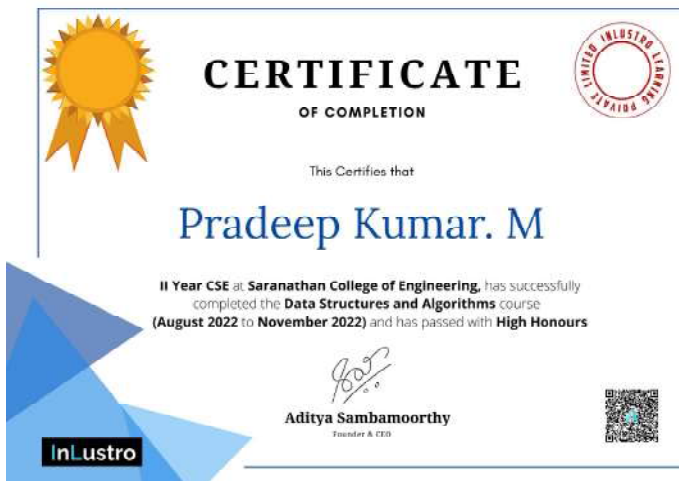 CERTIFICATE
INLUSTRO LEARNING PRIVATE LIMITED
OF COMPLETION
This Certifies that
Pradeep Kumar. M
II Year CSE at Saranathan College of Engineering, has successfully
completed the Data Structures and Algorithms course
(August 2022 to November 2022) and has passed with High Honours
Aditya Sambamoorthy
Founder & CEO
InLustro